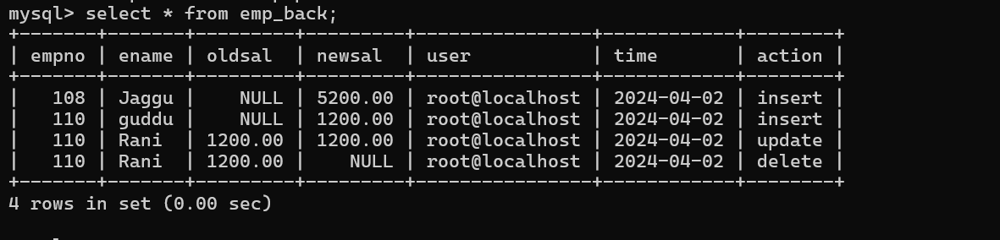 mysql> select * from emp_back;
+-------+-------+---------+---------+----------------+------------+--------+
| empno | ename | oldsal  | newsal  | user           | time       | action |
+-------+-------+---------+---------+----------------+------------+--------+
|   108 | Jaggu |    NULL | 5200.00 | root@localhost | 2024-04-02 | insert |
|   110 | guddu |    NULL | 1200.00 | root@localhost | 2024-04-02 | insert |
|   110 | Rani  | 1200.00 | 1200.00 | root@localhost | 2024-04-02 | update |
|   110 | Rani  | 1200.00 |    NULL | root@localhost | 2024-04-02 | delete |
+-------+-------+---------+---------+----------------+------------+--------+
4 rows in set (0.00 sec)